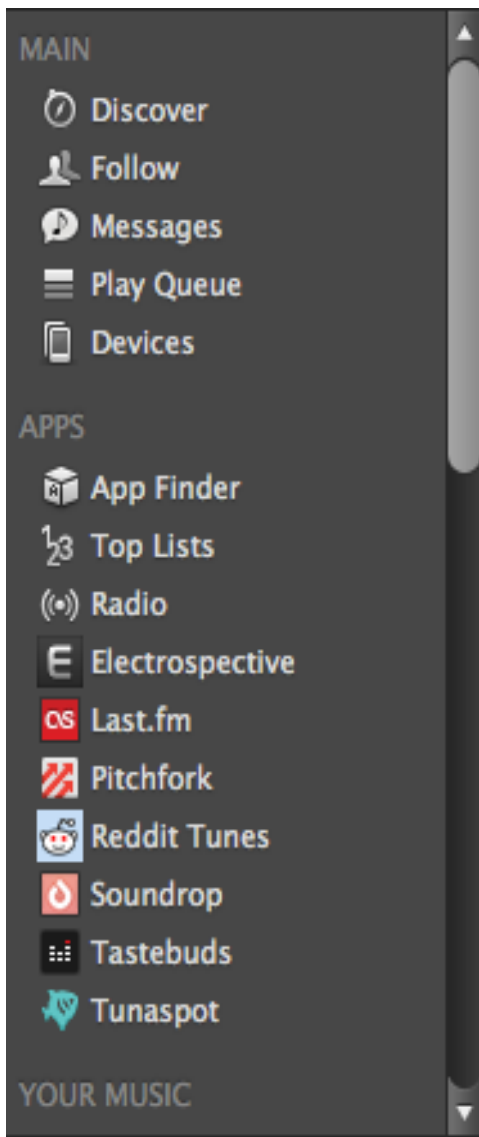 MAIN
Discover
Follow
Messages
Play Queue
Devices
APPS
App Finder
Top Lists
Radio
Electrospective
Last.fm
Pitchfork
Reddit Tunes
Soundrop
Tastebuds
Tunaspot
YOUR MUSIC